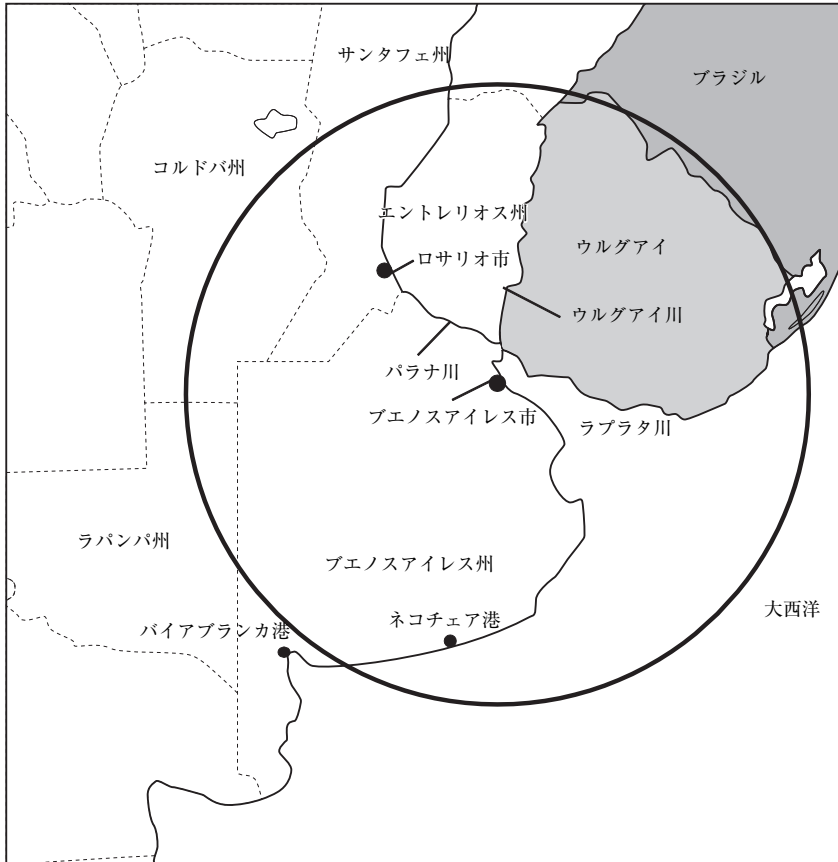 サンタフェ州
ブラジル
コルドバ州
エントレリオス州
ウルグアイ
ロサリオ市
ウルグアイ川
パラナ川
ブエノスアイレス市
ラプラタ川
ラパンパ州
ブエノスアイレス州
大西洋
ネコチェア港
バイアブランカ港